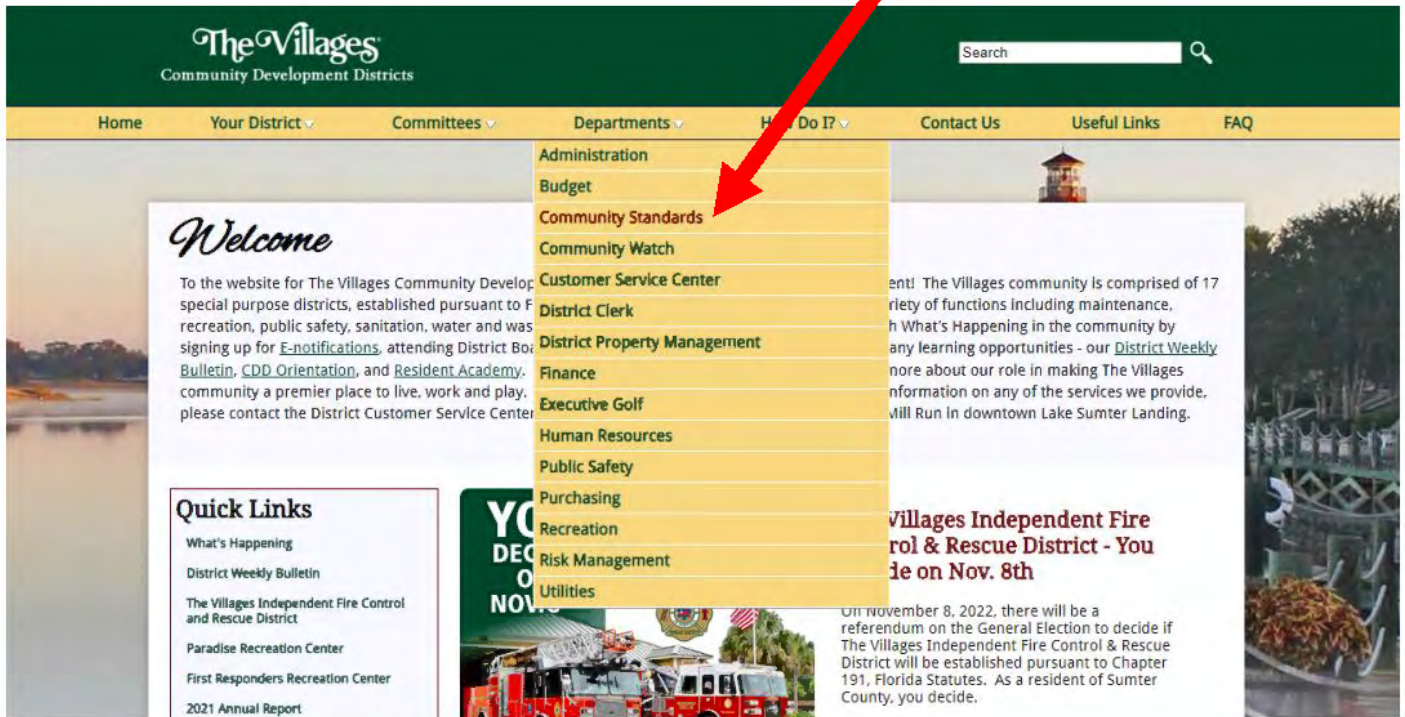 The Villages
Community Development Districts
Search
Home Your District Committees Departments Do I? Contact Us Useful Links FAQ
Administration
Budget
Community Standards
Community Watch
Customer Service Center
District Clerk
District Property Management
Finance
Executive Golf
Human Resources
Public Safety
Purchasing
Recreation
Risk Management
Utilities
Welcome
To the website for The Villages Community Develop ent! The Villages community is comprised of 17
special purpose districts, established pursuant to F riety of functions including maintenance,
recreation, public safety, sanitation, water and was h What's Happening in the community by
signing up for E-notifications, attending District Boa any learning opportunities - our District Weekly
Bulletin, CDD Orientation, and Resident Academy. nore about our role in making The Villages
community a premier place to live, work and play. nformation on any of the services we provide,
please contact the District Customer Service Center Mill Run in downtown Lake Sumter Landing.
Quick Links
What's Happening
District Weekly Bulletin
The Villages Independent Fire Control
and Rescue District
Paradise Recreation Center
First Responders Recreation Center
2021 Annual Report
YO
DEC
O
NOV.
Villages Independent Fire
rol & Rescue District - You
de on Nov. 8th
On November 8, 2022, there will be a
referendum on the General Election to decide if
The Villages Independent Fire Control & Rescue
District will be established pursuant to Chapter
191, Florida Statutes. As a resident of Sumter
County, you decide.